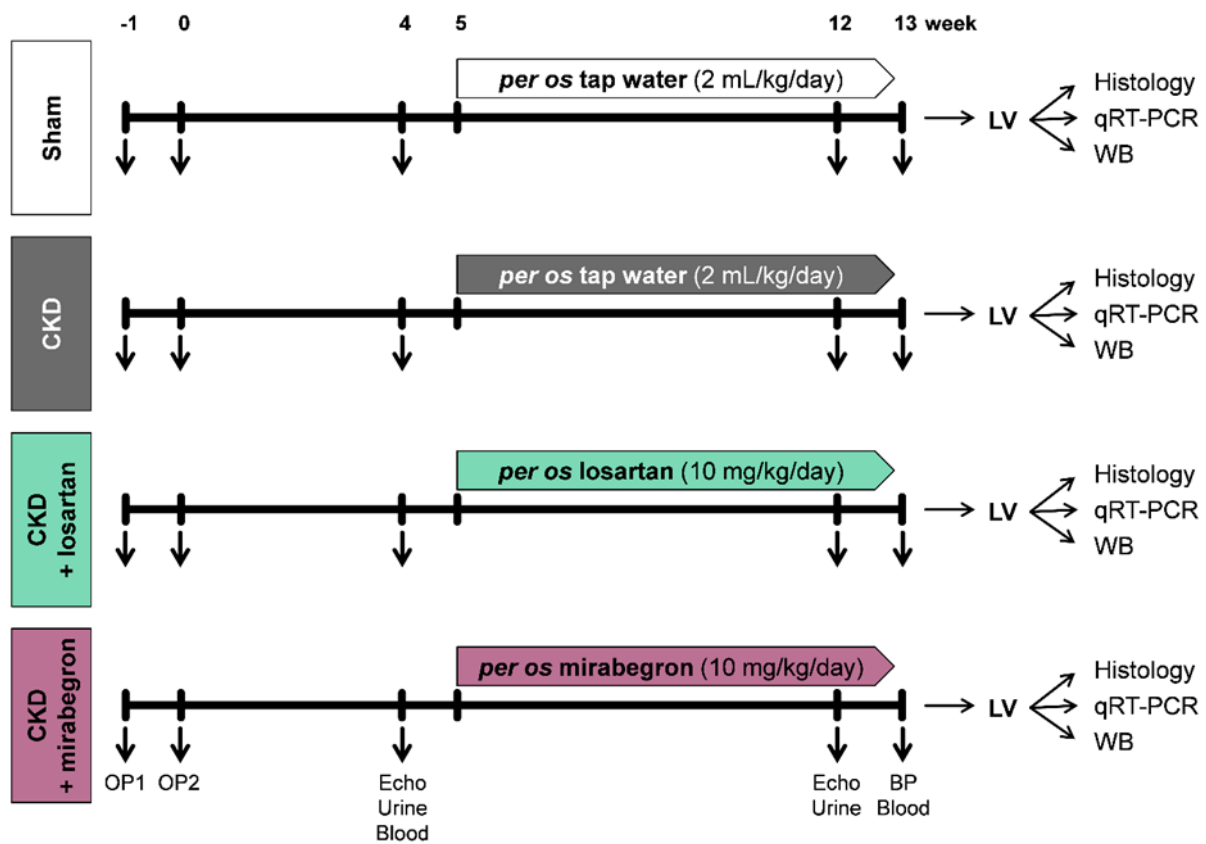 -1 0 4 5 12 13 week
Sham
per os tap water (2 mL/kg/day)
LV
Histology
qRT-PCR
WB
CKD
per os tap water (2 mL/kg/day)
LV
Histology
qRT-PCR
WB
CKD
+ losartan
per os losartan (10 mg/kg/day)
LV
Histology
qRT-PCR
WB
CKD
+ mirabegron
per os mirabegron (10 mg/kg/day)
LV
Histology
qRT-PCR
WB
OP1
OP2
Echo
Urine
Blood
Echo
Urine
BP
Blood